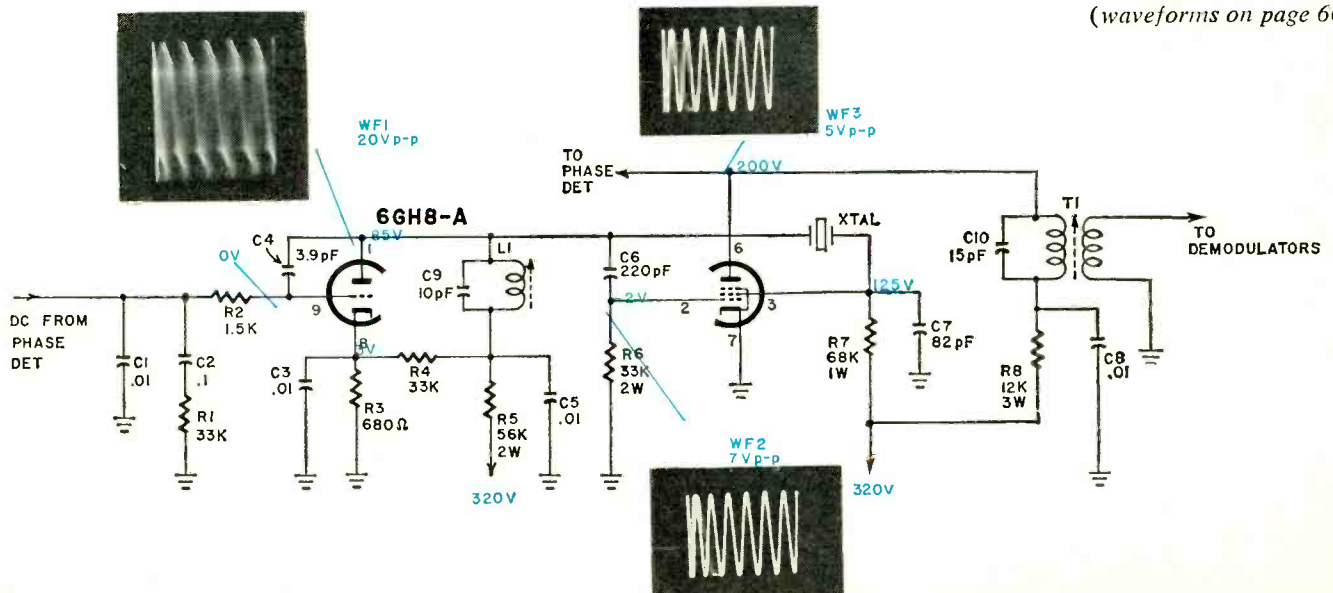 (waveforms on page 6
WF1
20Vp-p
WF3
5Vp-p
TO
PHASE
DET
200V
6GH8-A
XTAL
T1
C4
3.9pF
85V
1
L1
6
C10
15pF
TO
DEMODULATORS
0V
C9
10pF
C6
220pF
125V
9
2V
2
3
R2
1.5K
DC FROM
PHASE
DET
7
8
3V
C1
.01
C2
.1
R4
33K
R6
33K
2W
R7
68K
1W
C7
82pF
C3
.01
R8
12K
3W
C8
.01
R1
33K
R3
680Ω
R5
56K
2W
C5
.01
WF2
7Vp-p
320V
320V